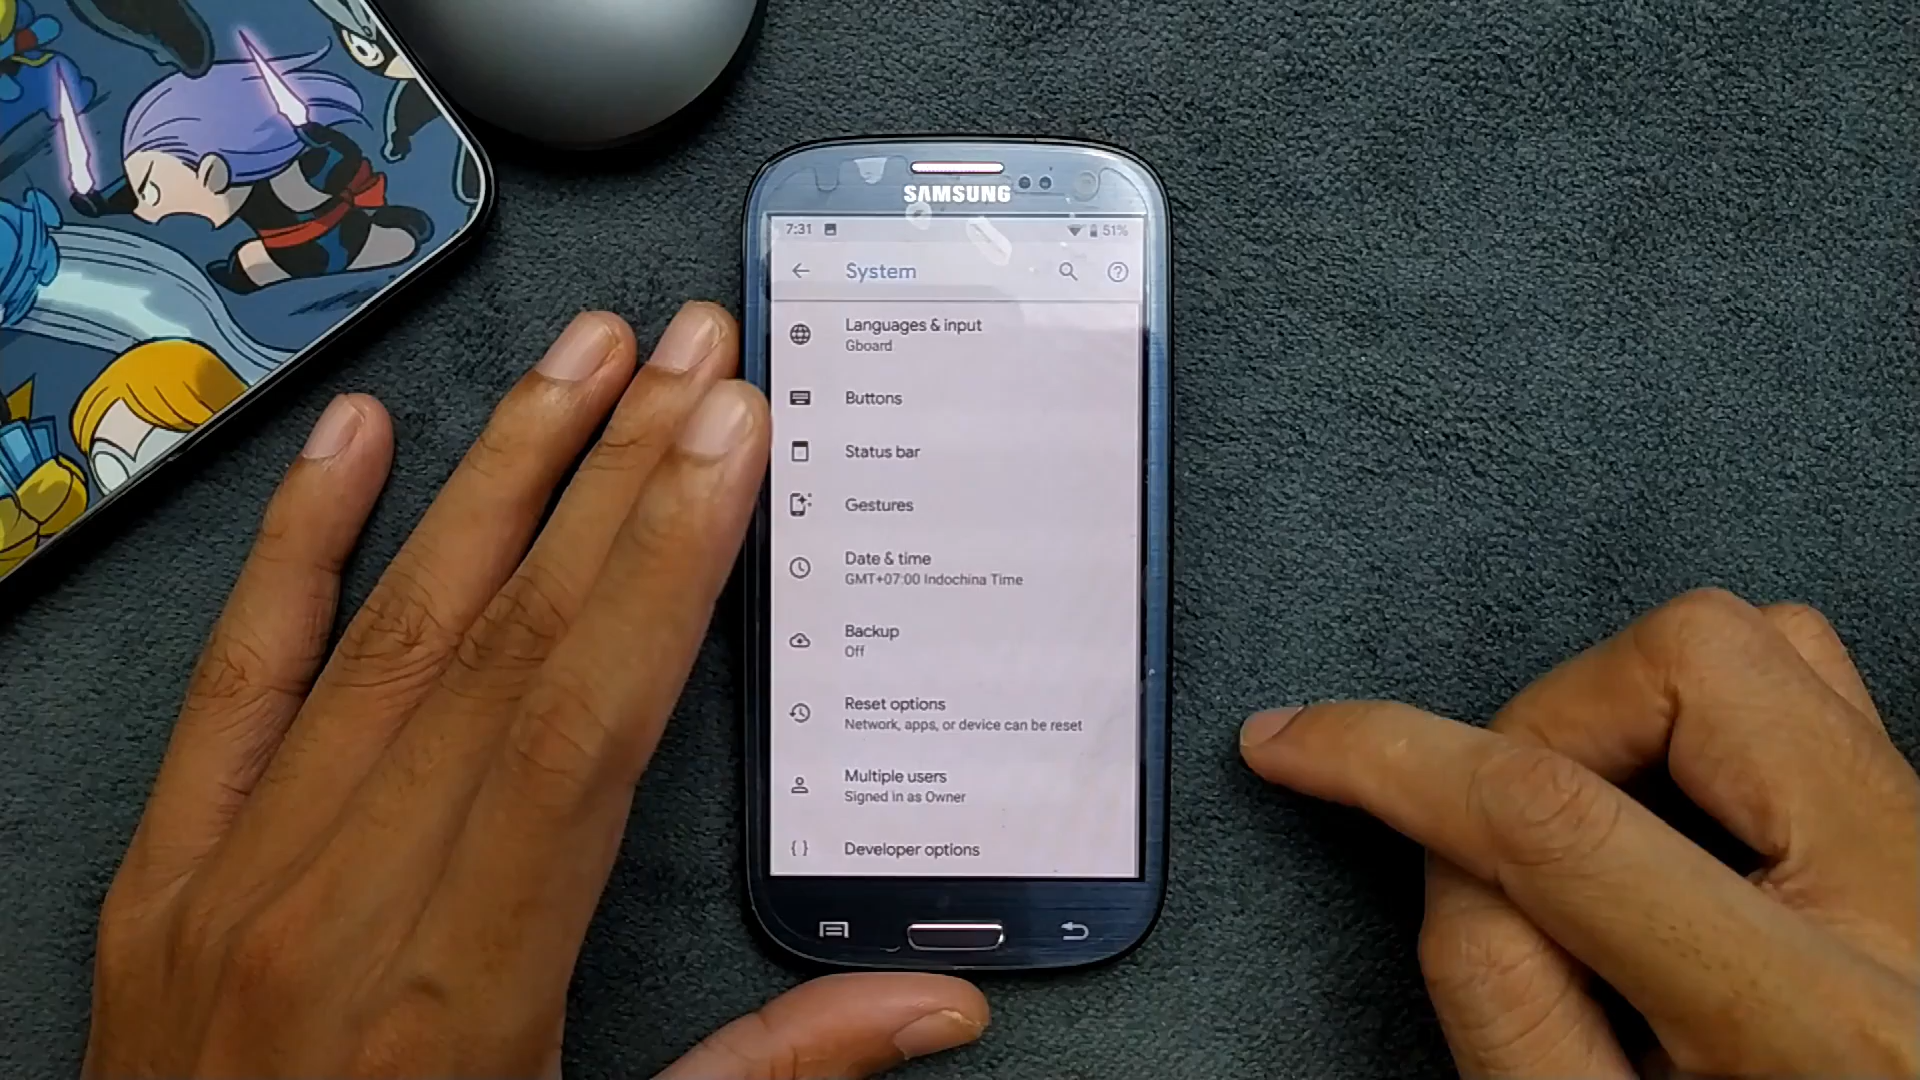 SAMSUNG
7:31
51%
System
Languages & input
Gboard
Buttons
Status bar
Gestures
Date & time
GMT+07:00 Indochina Time
Backup
Off
Reset options
Network, apps, or device can be reset
Multiple users
Signed in as Owner
{ } Developer options